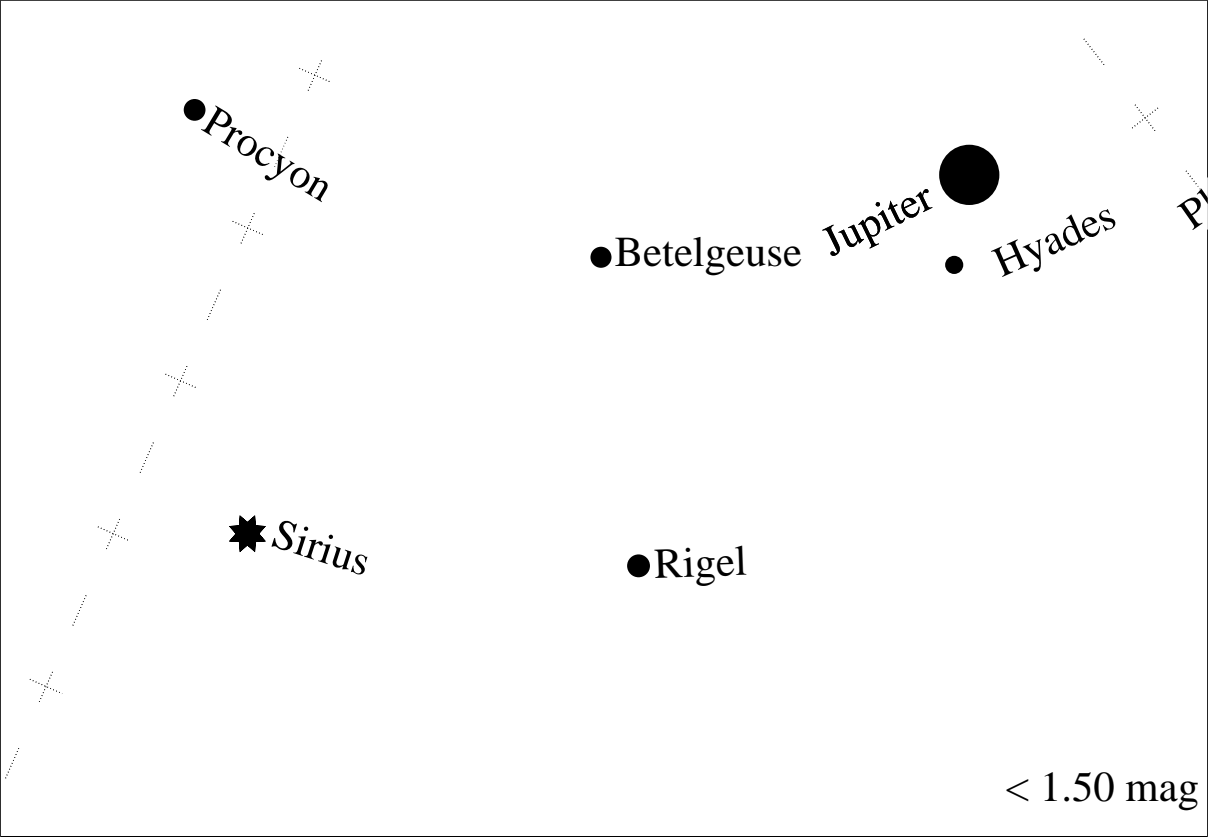 Procyon
Jupiter
Hyades
Betelgeuse
Sirius
Rigel
< 1.50 mag